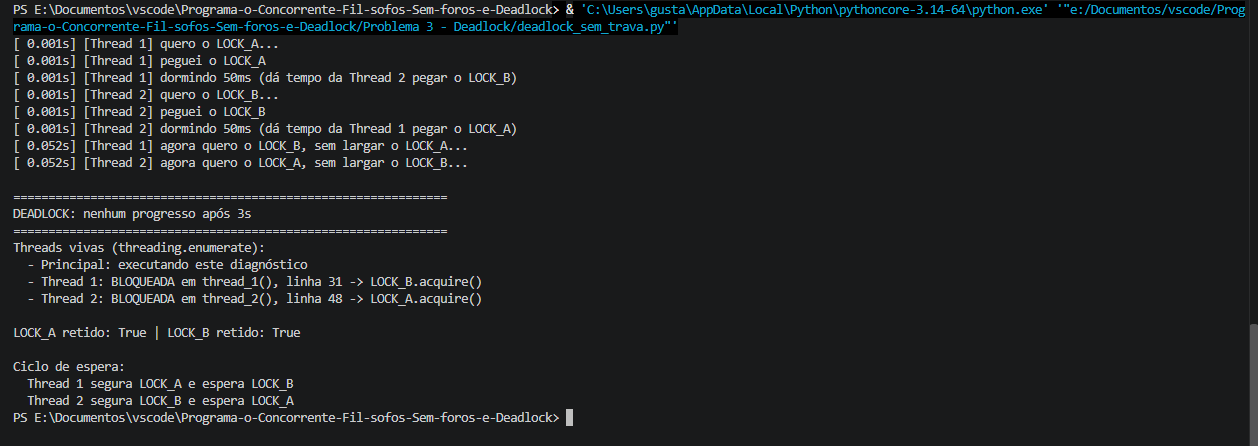 PS E:\Documentos\vscode\Programa-o-Concorrente-Fil-sofos-Sem-foros-e-Deadlock> & 'C:\Users\gusta\AppData\Local\Python\pythoncore-3.14-64\python.exe' '"e:/Documentos/vscode/Prog
rama-o-Concorrente-Fil-sofos-Sem-foros-e-Deadlock/Problema 3 - Deadlock/deadlock_sem_trava.py"'
[ 0.001s] [Thread 1] quero o LOCK_A...
[ 0.001s] [Thread 1] peguei o LOCK_A
[ 0.001s] [Thread 1] dormindo 50ms (dá tempo da Thread 2 pegar o LOCK_B)
[ 0.001s] [Thread 2] quero o LOCK_B...
[ 0.001s] [Thread 2] peguei o LOCK_B
[ 0.001s] [Thread 2] dormindo 50ms (dá tempo da Thread 1 pegar o LOCK_A)
[ 0.052s] [Thread 1] agora quero o LOCK_B, sem largar o LOCK_A...
[ 0.052s] [Thread 2] agora quero o LOCK_A, sem largar o LOCK_B...
==============================================================
DEADLOCK: nenhum progresso após 3s
==============================================================
Threads vivas (threading.enumerate):
  - Principal: executando este diagnóstico
  - Thread 1: BLOQUEADA em thread_1(), linha 31 -> LOCK_B.acquire()
  - Thread 2: BLOQUEADA em thread_2(), linha 48 -> LOCK_A.acquire()
LOCK_A retido: True | LOCK_B retido: True
Ciclo de espera:
  Thread 1 segura LOCK_A e espera LOCK_B
  Thread 2 segura LOCK_B e espera LOCK_A
PS E:\Documentos\vscode\Programa-o-Concorrente-Fil-sofos-Sem-foros-e-Deadlock>